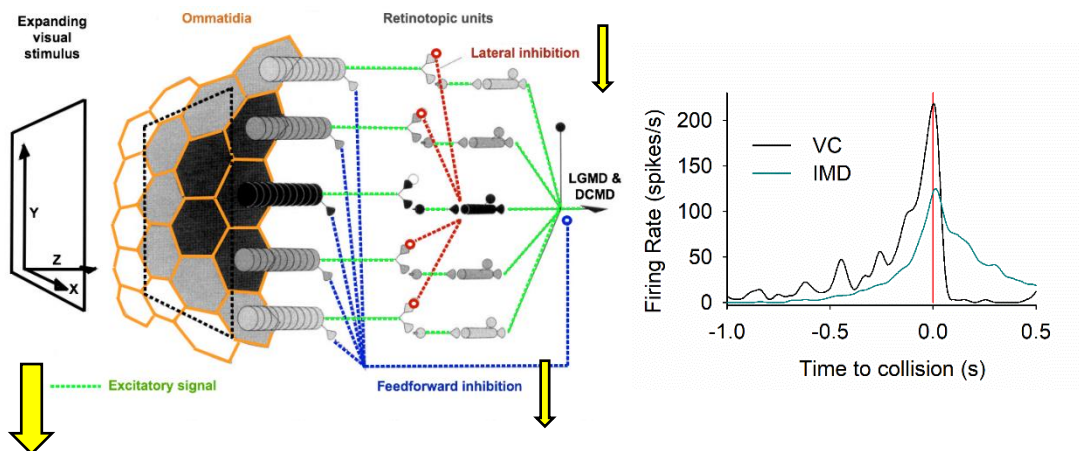 Expanding
visual
stimulus
Ommatidia
Retinotopic units
Lateral inhibition
Y
Z
X
LGMD &
DCMD
Excitatory signal
Feedforward inhibition
Firing Rate (spikes/s)
200
150
100
50
0
VC
IMD
-1.0
-0.5
0.0
0.5
Time to collision (s)